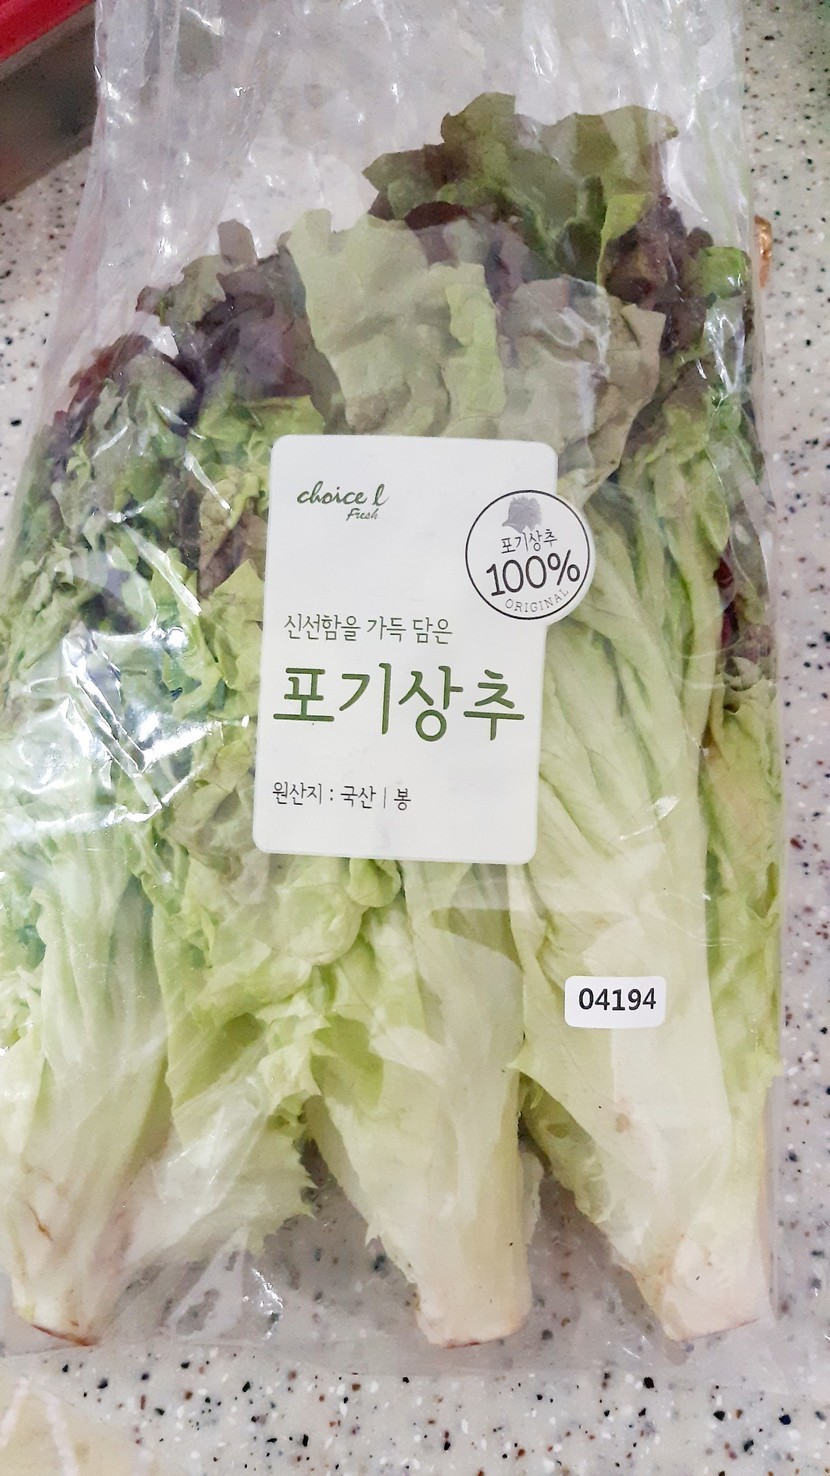 choice l
Fresh
포기상추
100%
ORIGINAL
신선함을 가득 담은
포기상추
원산지 : 국산 | 봉
04194